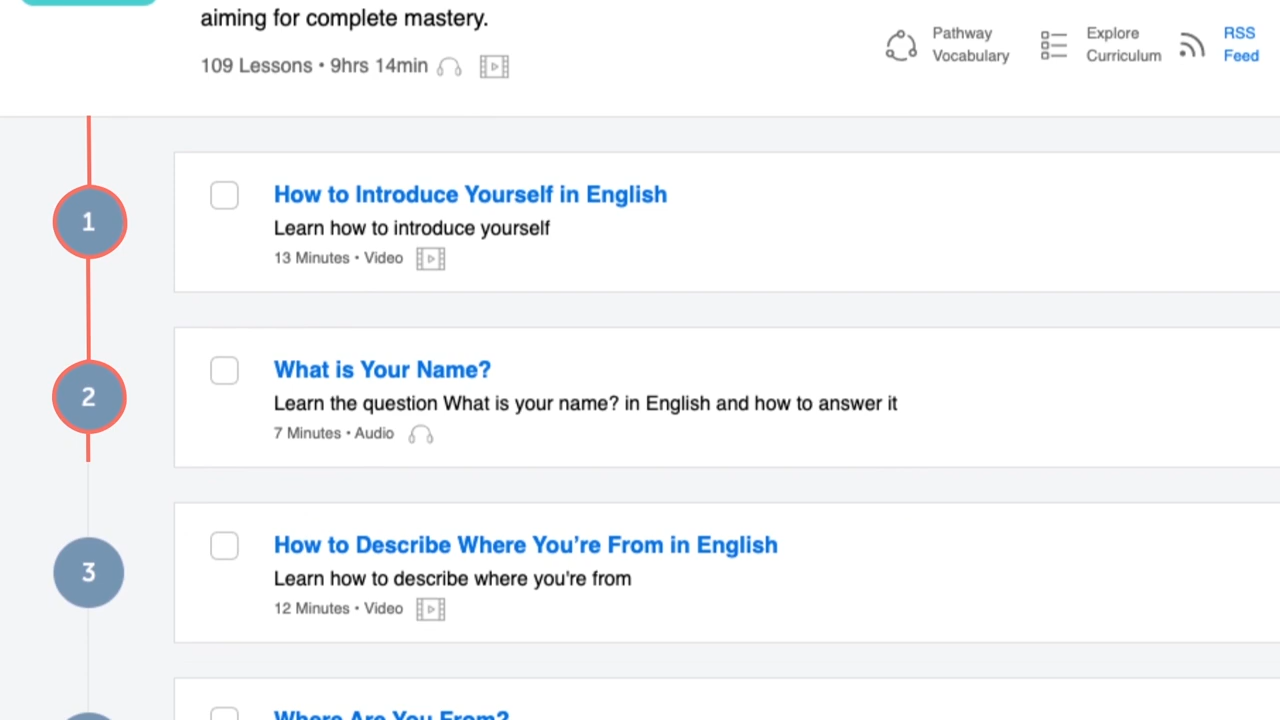 aiming for complete mastery.
109 Lessons • 9hrs 14min
Pathway
Vocabulary
Explore
Curriculum
RSS
Feed
1
How to Introduce Yourself in English
Learn how to introduce yourself
13 Minutes • Video
2
What is Your Name?
Learn the question What is your name? in English and how to answer it
7 Minutes • Audio
3
How to Describe Where You’re From in English
Learn how to describe where you're from
12 Minutes • Video
Where Are You From?